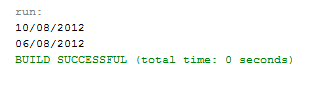 run:
10/08/2012
06/08/2012
BUILD SUCCESSFUL (total time: 0 seconds)